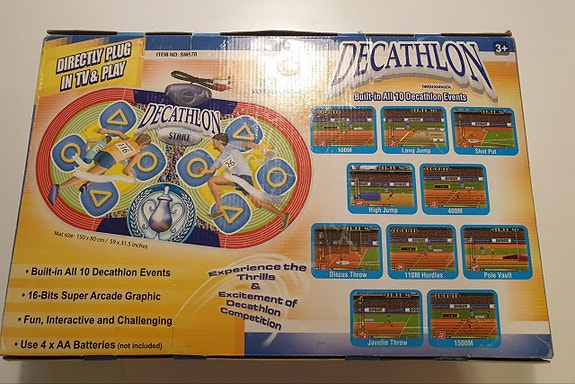 DIRECTLY PLUG
IN TV & PLAY
ITEM NO: SM570
DECATHLON
3+
Built-in All 10 Decathlon Events
DECATHLON
START
76
76
100M
Long Jump
Shot Put
High Jump
400M
Discus Throw
110M Hurdles
Pole Vault
Javelin Throw
1500M
Mat size: 150 x 80 cm / 59 x 31.5 inches
• Built-in All 10 Decathlon Events
• 16-Bits Super Arcade Graphic
• Fun, Interactive and Challenging
• Use 4 x AA Batteries (not included)
Experience the
Thrills
&
Excitement of
Decathlon
Competition